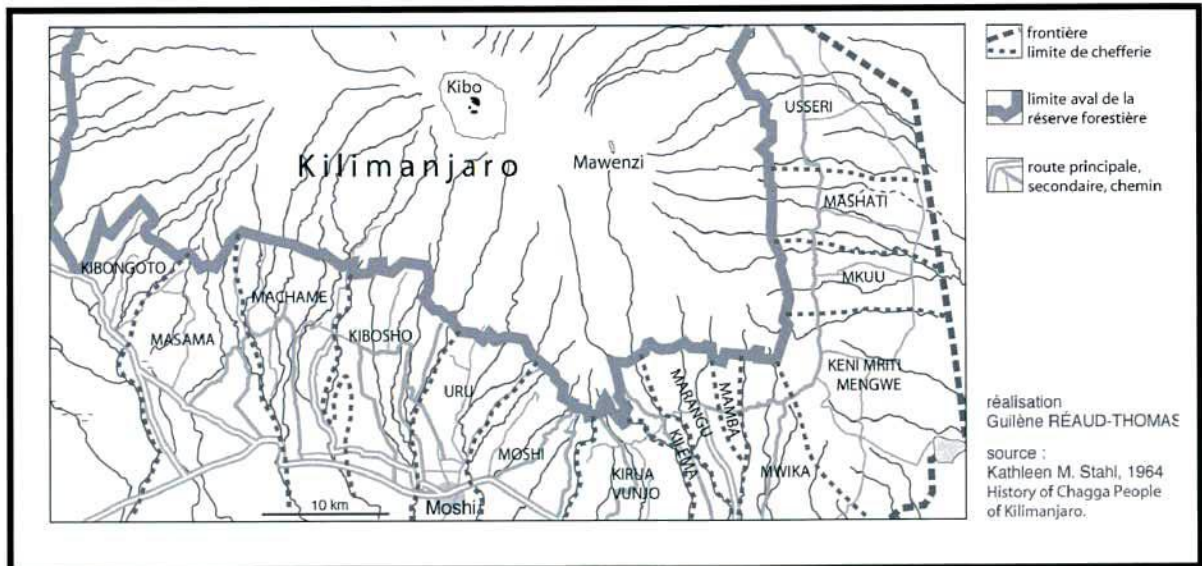 Kibo
Kilimanjaro
Mawenzi
USSERI
MASHATI
MKUU
KENI MRITI
MENGWE
KIBONGOTO
MASAMA
MACHAME
KIBOSHO
URU
MOSHI
KIRUA
VUNJO
KILEMA
MARANGU
MAMBA
MWIKA
Moshi
10 km
frontière
limite de chefferie
limite aval de la
réserve forestière
route principale,
secondaire, chemin
réalisation
Guilène RÉAUD-THOMAS
source :
Kathleen M. Stahl, 1964
History of Chagga People
of Kilimanjaro.